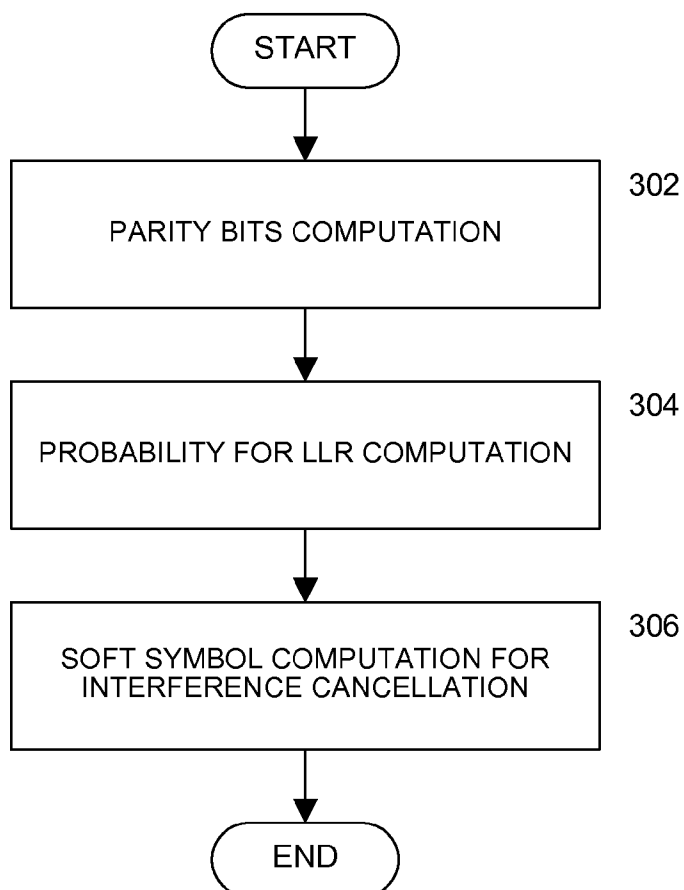 START
302
PARITY BITS COMPUTATION
304
PROBABILITY FOR LLR COMPUTATION
306
SOFT SYMBOL COMPUTATION FOR
INTERFERENCE CANCELLATION
END